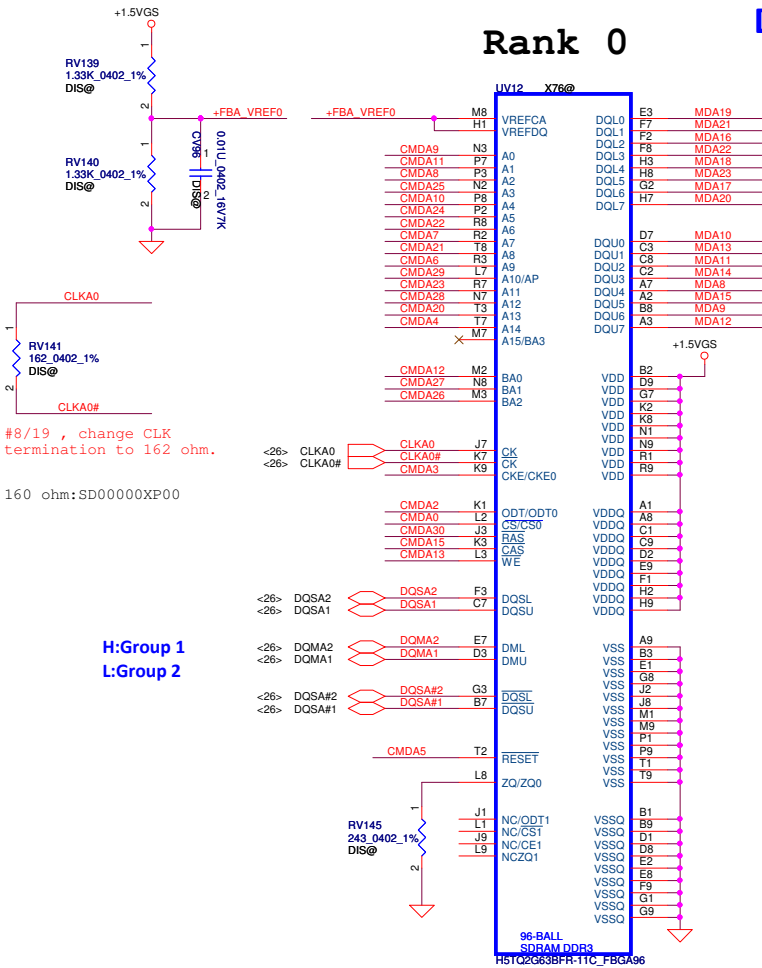 Rank 0
+1.5VGS
1
RV139
1.33K_0402_1%
DIS@
2
+FBA_VREF0
+FBA_VREF0
RV140
1.33K_0402_1%
DIS@
1
2
CV96
DIS@
0.01U_0402_16V7K
1
2
CLKA0
1
RV141
162_0402_1%
DIS@
2
CLKA0#
#8/19 , change CLK
termination to 162 ohm.
160 ohm:SD00000XP00
H:Group 1
L:Group 2
UV12 X76@
M8 VREFCA
H1 VREFDQ
CMDA9 N3 A0
CMDA11 P7 A1
CMDA8 P3 A2
CMDA25 N2 A3
CMDA10 P8 A4
CMDA24 P2 A5
CMDA22 R8 A6
CMDA7 R2 A7
CMDA21 T8 A8
CMDA6 R3 A9
CMDA29 L7 A10/AP
CMDA23 R7 A11
CMDA28 N7 A12
CMDA20 T3 A13
CMDA4 T7 A14
M7 A15/BA3
CMDA12 M2 BA0
CMDA27 N8 BA1
CMDA26 M3 BA2
<26> CLKA0 CLKA0 J7 CK
<26> CLKA0# CLKA0# K7 CK
CMDA3 K9 CKE/CKE0
CMDA2 K1 ODT/ODT0
CMDA0 L2 CS/CS0
CMDA30 J3 RAS
CMDA15 K3 CAS
CMDA13 L3 WE
<26> DQSA2 DQSA2 F3 DQSL
<26> DQSA1 DQSA1 C7 DQSU
<26> DQMA2 DQMA2 E7 DML
<26> DQMA1 DQMA1 D3 DMU
<26> DQSA#2 DQSA#2 G3 DQSL
<26> DQSA#1 DQSA#1 B7 DQSU
CMDA5 T2 RESET
L8 ZQ/ZQ0
1
RV145
243_0402_1%
DIS@
2
J1 NC/ODT1
L1 NC/CS1
J9 NC/CE1
L9 NCZQ1
DQL0 E3 MDA19
DQL1 F7 MDA21
DQL2 F2 MDA16
DQL3 F8 MDA22
DQL4 H3 MDA18
DQL5 H8 MDA23
DQL6 G2 MDA17
DQL7 H7 MDA20
DQU0 D7 MDA10
DQU1 C3 MDA13
DQU2 C8 MDA11
DQU3 C2 MDA14
DQU4 A7 MDA8
DQU5 A2 MDA15
DQU6 B8 MDA9
DQU7 A3 MDA12
+1.5VGS
VDD B2
VDD D9
VDD G7
VDD K2
VDD K8
VDD N1
VDD N9
VDD R1
VDD R9
VDDQ A1
VDDQ A8
VDDQ C1
VDDQ C9
VDDQ D2
VDDQ E9
VDDQ F1
VDDQ H2
VDDQ H9
VSS A9
VSS B3
VSS E1
VSS G8
VSS J2
VSS J8
VSS M1
VSS M9
VSS P1
VSS P9
VSS T1
VSS T9
VSSQ B1
VSSQ B9
VSSQ D1
VSSQ D8
VSSQ E2
VSSQ E8
VSSQ F9
VSSQ G1
VSSQ G9
96-BALL
SDRAM DDR3
H5TQ2G63BFR-11C_FBGA96